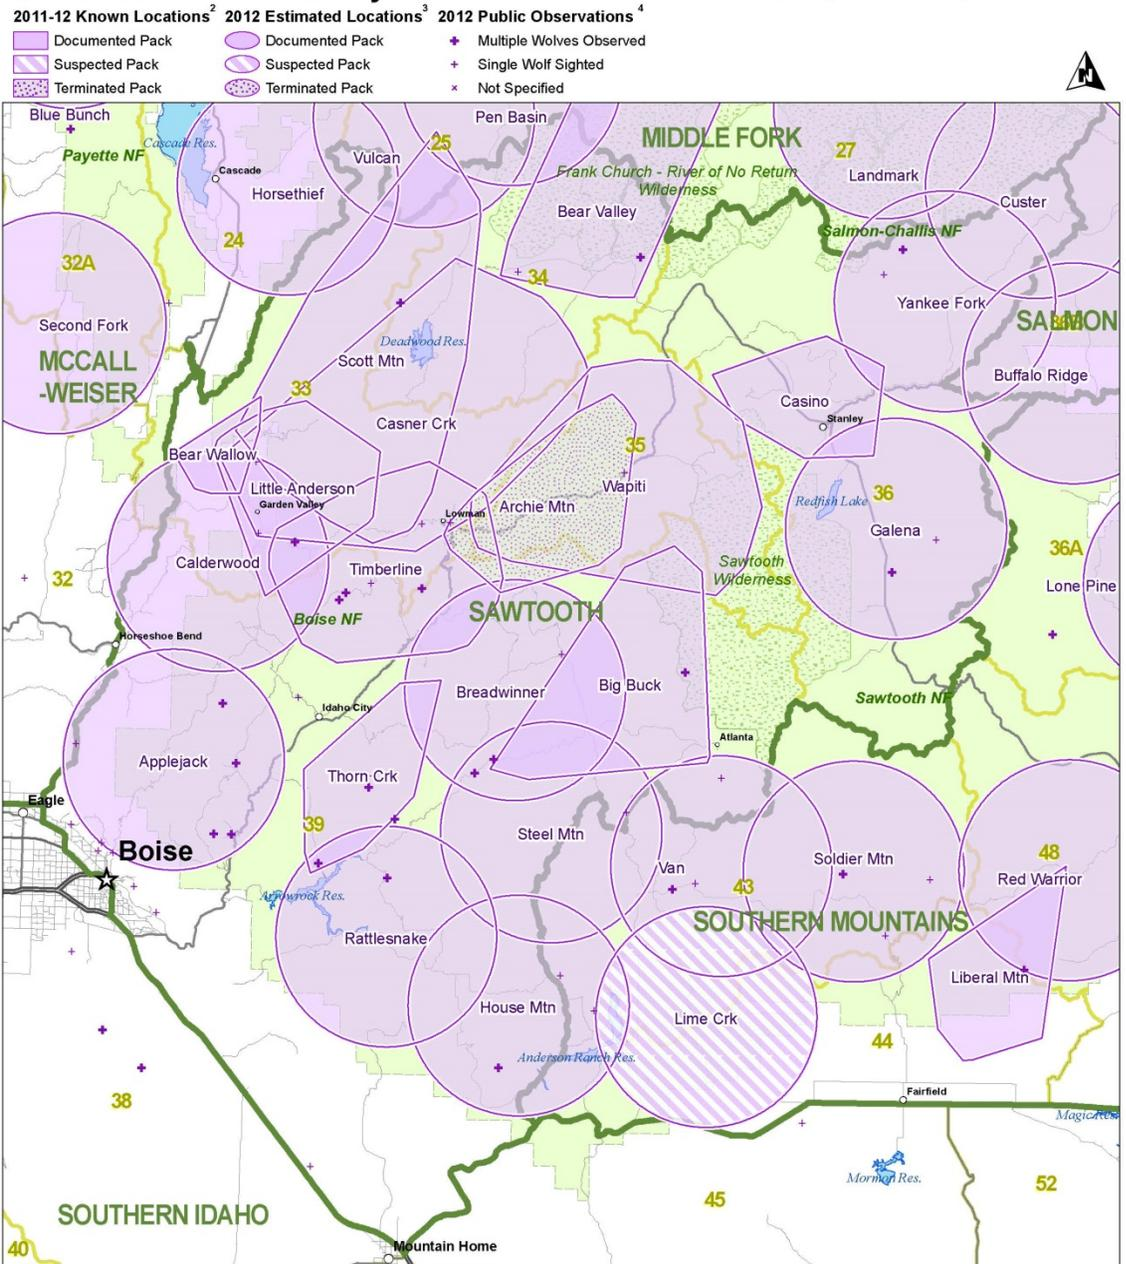 2011-12 Known Locations2
Documented Pack
Suspected Pack
Terminated Pack
2012 Estimated Locations3
Documented Pack
Suspected Pack
Terminated Pack
2012 Public Observations 4
Multiple Wolves Observed
Single Wolf Sighted
Not Specified
N
Blue Bunch
Payette NF
Cascade Res.
Cascade
Horsethief
Vulcan
25
Pen Basin
MIDDLE FORK
Frank Church - River of No Return
Wilderness
27
Landmark
Custer
Bear Valley
Salmon-Challis NF
24
32A
34
Yankee Fork
Second Fork
SALMON
MCCALL
-WEISER
Deadwood Res.
Scott Mtn
Buffalo Ridge
33
Casino
Stanley
Casner Crk
35
Bear Wallow
Little Anderson
Garden Valley
Lowman
Archie Mtn
Wapiti
Redfish Lake
36
Galena
36A
Lone Pine
Calderwood
Timberline
Sawtooth
Wilderness
32
Boise NF
SAWTOOTH
Horseshoe Bend
Breadwinner
Big Buck
Sawtooth NF
Idaho City
Atlanta
Applejack
Thorn Crk
Eagle
39
Steel Mtn
Boise
Van
Soldier Mtn
48
Red Warrior
43
Arrowrock Res.
SOUTHERN MOUNTAINS
Rattlesnake
Liberal Mtn
House Mtn
Lime Crk
Anderson Ranch Res.
44
38
Fairfield
Magic Res.
Mormon Res.
45
52
SOUTHERN IDAHO
40
Mountain Home